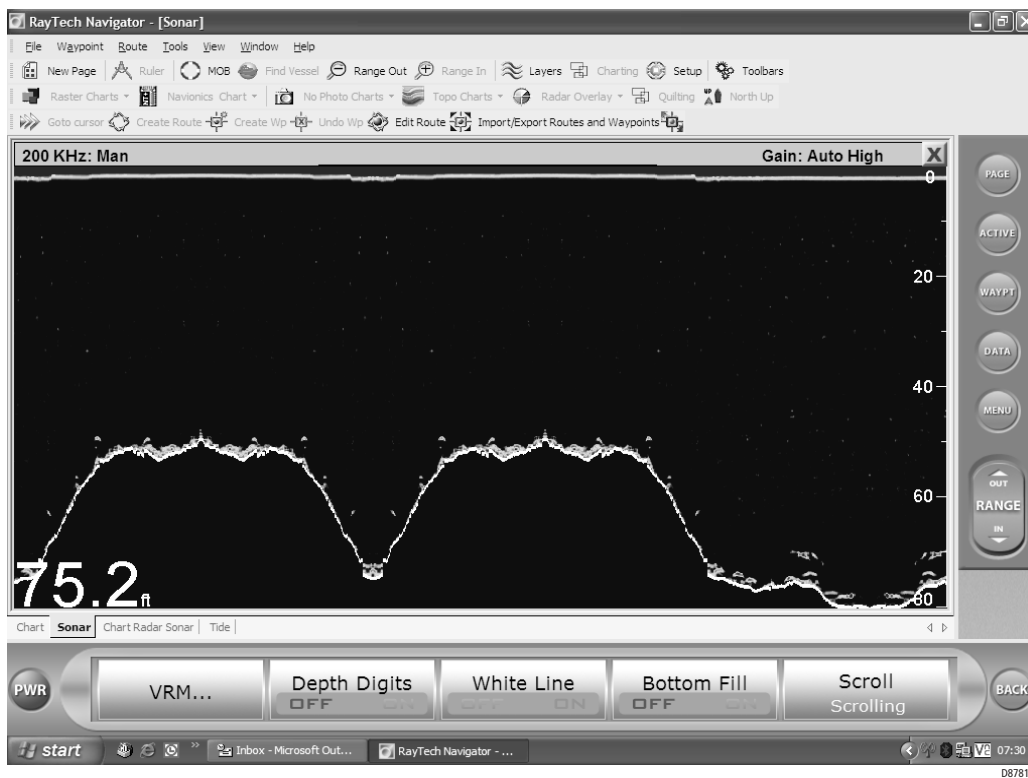 RayTech Navigator - [Sonar]
File Waypoint Route Tools View Window Help
New Page Ruler MOB Find Vessel Range Out Range In Layers Charting Setup Toolbars
Raster Charts Navionics Chart No Photo Charts Topo Charts Radar Overlay Quilting North Up
Goto cursor Create Route Create Wp Undo Wp Edit Route Import/Export Routes and Waypoints
200 KHz: Man Gain: Auto High X
0
20
40
60
80
75.2 ft
PAGE
ACTIVE
WAYPT
DATA
MENU
OUT
RANGE
IN
Chart Sonar Chart Radar Sonar Tide
PWR VRM... Depth Digits White Line Bottom Fill Scroll BACK
OFF ON OFF ON OFF ON Scrolling
start Inbox - Microsoft Out... RayTech Navigator - ... 07:30
D8781